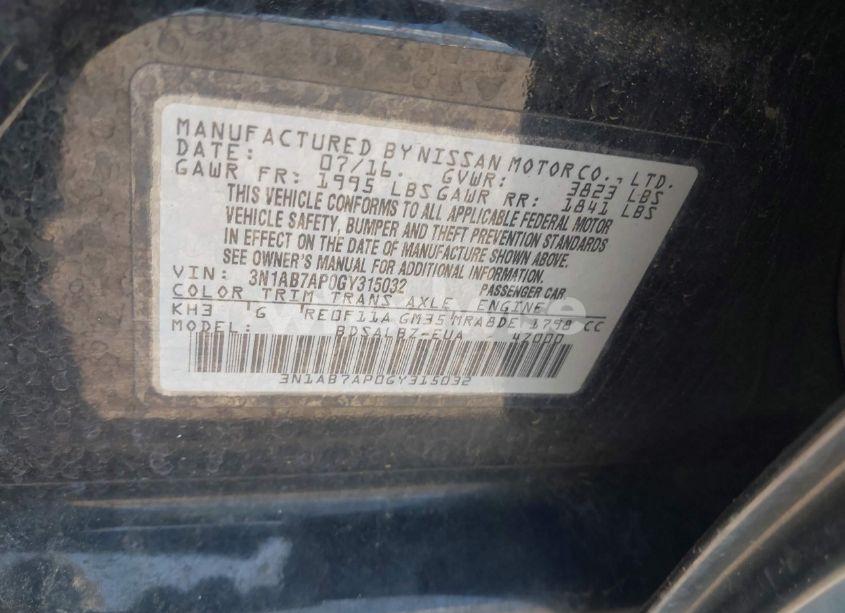 MANUFACTURED BY NISSAN MOTOR CO., LTD.
DATE: 07/16. GVWR: 3823 LBS
GAWR FR: 1995 LBS GAWR RR: 1841 LBS
THIS VEHICLE CONFORMS TO ALL APPLICABLE FEDERAL MOTOR
VEHICLE SAFETY, BUMPER AND THEFT PREVENTION STANDARDS
IN EFFECT ON THE DATE OF MANUFACTURE SHOWN ABOVE.
SEE OWNER'S MANUAL FOR ADDITIONAL INFORMATION.
VIN: 3N1AB7AP0GY315032 PASSENGER CAR.
COLOR TRIM TRANS AXLE ENGINE
KH3 G RE0F11A GM35 MRA8DE 1798 CC
MODEL: BDSALBZ-EUA 47000
3N1AB7AP0GY315032